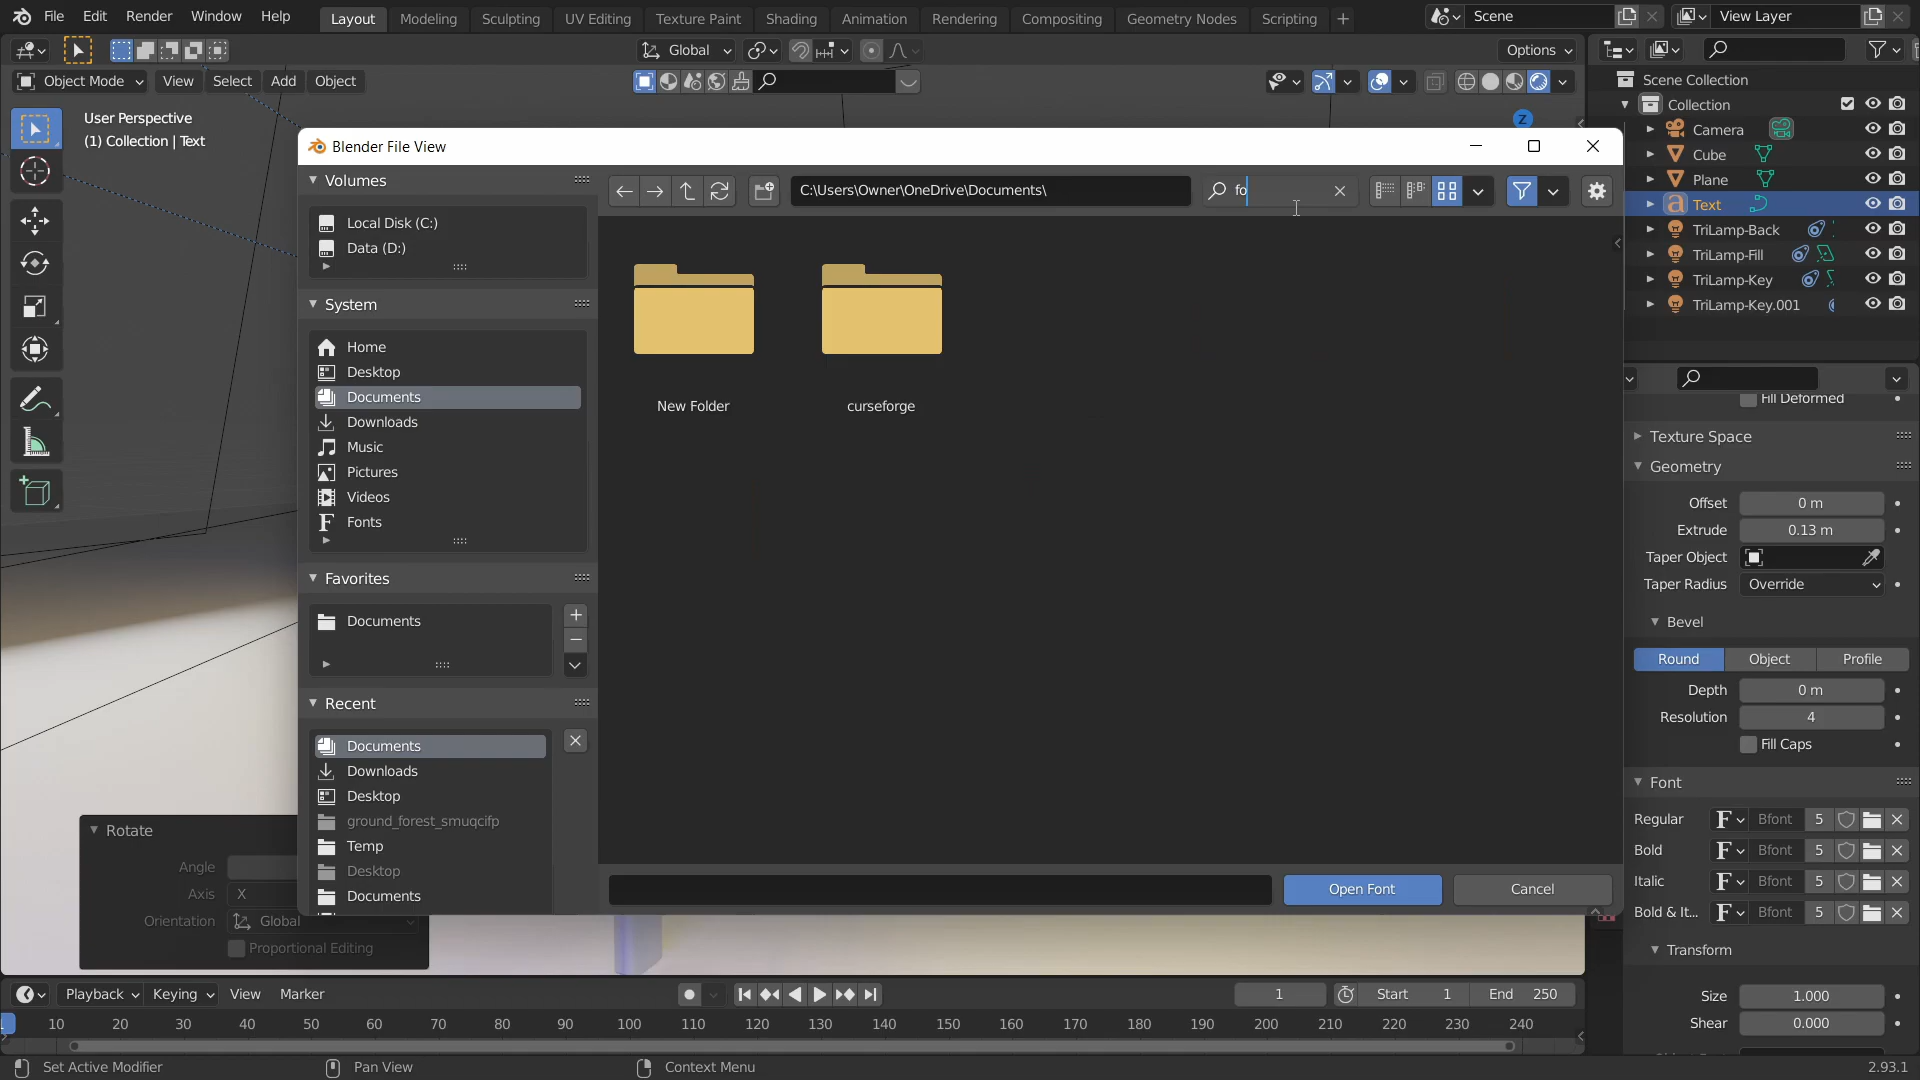 File Edit Render Window Help Layout Modeling Sculpting UV Editing Texture Paint Shading Animation Rendering Compositing Geometry Nodes Scripting + Scene View Layer
Global Options
Object Mode View Select Add Object
User Perspective
(1) Collection | Text
Z
Blender File View
Volumes
Local Disk (C:)
Data (D:)
System
Home
Desktop
Documents
Downloads
Music
Pictures
Videos
Fonts
Favorites
Documents
Recent
Documents
Downloads
Desktop
ground_forest_smuqcifp
Temp
Desktop
Documents
C:\Users\Owner\OneDrive\Documents\
fo
New Folder curseforge
Open Font Cancel
Scene Collection
Collection
Camera
Cube
Plane
Text
TriLamp-Back
TriLamp-Fill
TriLamp-Key
TriLamp-Key.001
Fill Deformed
Texture Space
Geometry
Offset 0 m
Extrude 0.13 m
Taper Object
Taper Radius Override
Bevel
Round Object Profile
Depth 0 m
Resolution 4
Fill Caps
Font
Regular Bfont 5
Bold Bfont 5
Italic Bfont 5
Bold & It... Bfont 5
Transform
Size 1.000
Shear 0.000
Rotate
Angle
Axis X
Orientation Global
Proportional Editing
Playback Keying View Marker 1 Start 1 End 250
1 10 20 30 40 50 60 70 80 90 100 110 120 130 140 150 160 170 180 190 200 210 220 230 240
Set Active Modifier Pan View Context Menu 2.93.1